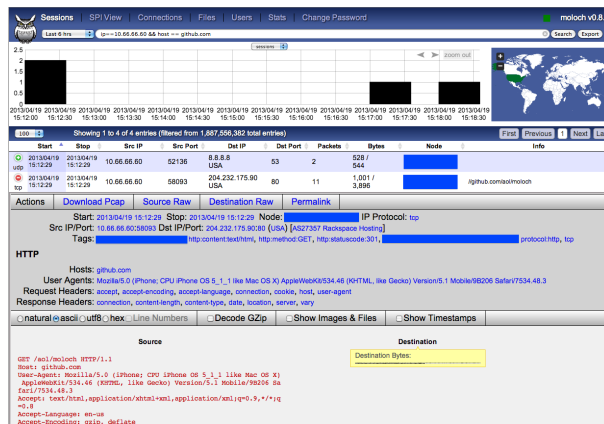 Sessions SPI View Connections Files Users Stats Change Password moloch v0.8.
Last 6 hrs ip==10.66.66.60 && host == github.com Search Export
sessions
zoom out
2.5
2
1.5
1
0.5
0
2013/04/19 2013/04/19 2013/04/19 2013/04/19 2013/04/19 2013/04/19 2013/04/19 2013/04/19 2013/04/19 2013/04/19 2013/04/19 2013/04/19 2013/04/19 2013/04/19
15:12:00 15:12:30 15:13:00 15:13:30 15:14:00 15:14:30 15:15:00 15:15:30 15:16:00 15:16:30 15:17:00 15:17:30 15:18:00 15:18:30
100 Showing 1 to 4 of 4 entries (filtered from 1,887,556,382 total entries) First Previous 1 Next
Start Stop Src IP Src Port Dst IP Dst Port Packets Bytes Node Info
udp 2013/04/19 15:12:29 2013/04/19 15:12:29 10.66.66.60 52136 8.8.8.8 USA 53 2 528 / 544
tcp 2013/04/19 15:12:29 2013/04/19 15:12:29 10.66.66.60 58093 204.232.175.90 USA 80 11 1,001 / 3,896 //github.com/aol/moloch
Actions Download Pcap Source Raw Destination Raw Permalink
Start: 2013/04/19 15:12:29 Stop: 2013/04/19 15:12:29 Node: IP Protocol: tcp
Src IP/Port: 10.66.66.60:58093 Dst IP/Port: 204.232.175.90:80 (USA) [AS27357 Rackspace Hosting]
Tags: http:content:text/html, http:method:GET, http:statuscode:301, protocol:http, tcp
HTTP
Hosts: github.com
User Agents: Mozilla/5.0 (iPhone; CPU iPhone OS 5_1_1 like Mac OS X) AppleWebKit/534.46 (KHTML, like Gecko) Version/5.1 Mobile/9B206 Safari/7534.48.3
Request Headers: accept, accept-encoding, accept-language, connection, cookie, host, user-agent
Response Headers: connection, content-length, content-type, date, location, server, vary
natural ascii utf8 hex Line Numbers Decode GZip Show Images & Files Show Timestamps
Source Destination
Destination Bytes:
GET /aol/moloch HTTP/1.1
Host: github.com
User-Agent: Mozilla/5.0 (iPhone; CPU iPhone OS 5_1_1 like Mac OS X)
AppleWebKit/534.46 (KHTML, like Gecko) Version/5.1 Mobile/9B206 Sa
fari/7534.48.3
Accept: text/html,application/xhtml+xml,application/xml;q=0.9,*/*;q
=0.8
Accept-Language: en-us
Accept-Encoding: gzip, deflate